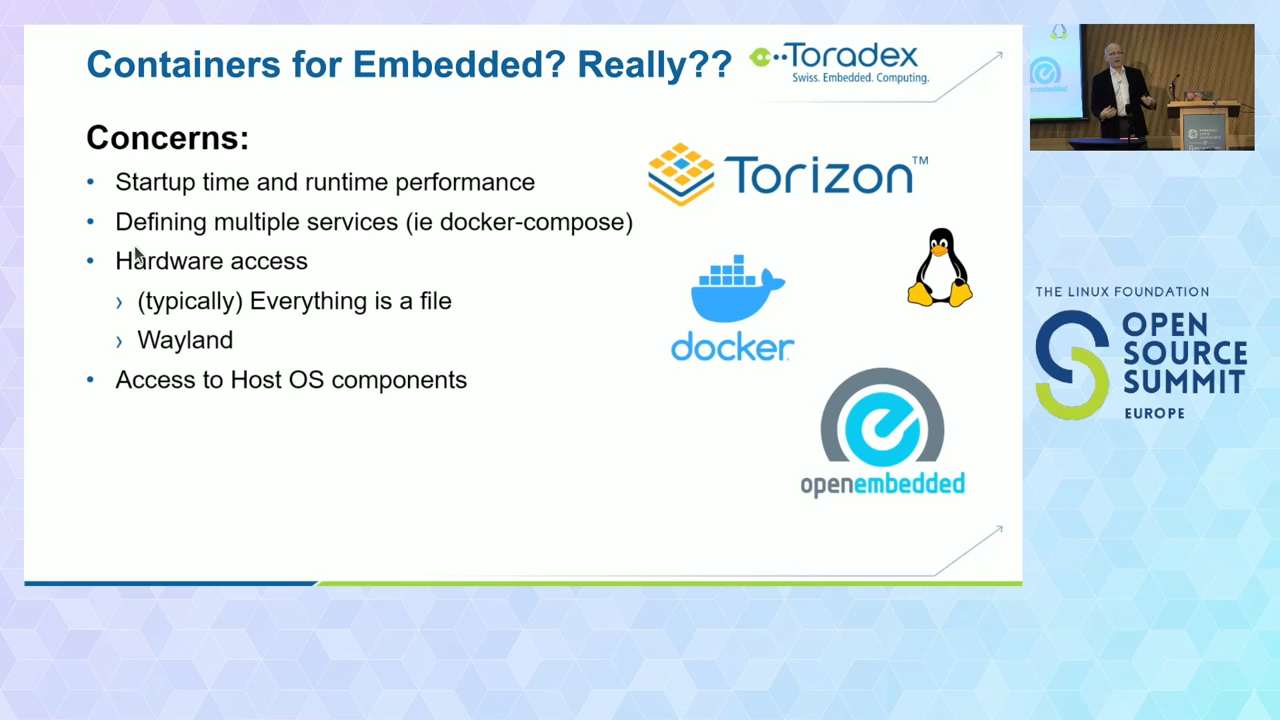 Containers for Embedded? Really??
Toradex
Swiss. Embedded. Computing.
Concerns:
• Startup time and runtime performance
• Defining multiple services (ie docker-compose)
• Hardware access
› (typically) Everything is a file
› Wayland
• Access to Host OS components
Torizon™
docker
openembedded
THE LINUX FOUNDATION
OPEN
SOURCE
SUMMIT
EUROPE